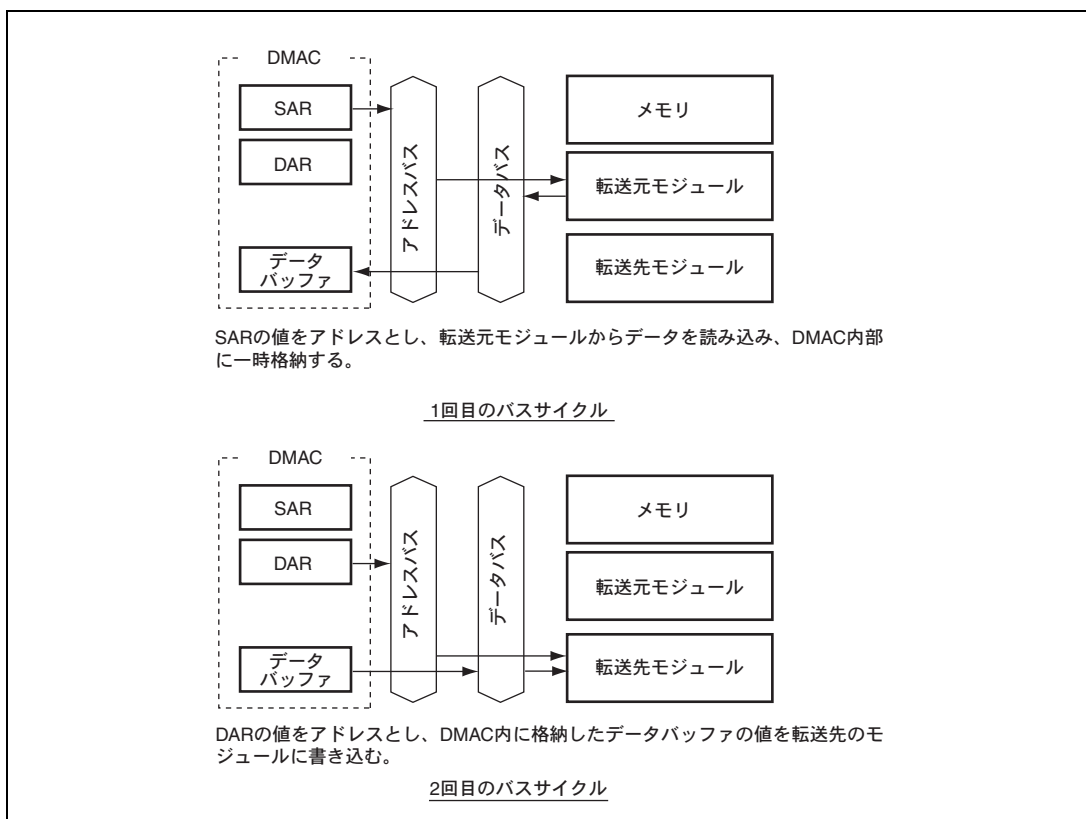 DMAC
SAR
DAR
データ
バッファ
アドレスバス
データバス
メモリ
転送元モジュール
転送先モジュール
SARの値をアドレスとし、転送元モジュールからデータを読み込み、DMAC内部
に一時格納する。
1回目のバスサイクル
DMAC
SAR
DAR
データ
バッファ
アドレスバス
データバス
メモリ
転送元モジュール
転送先モジュール
DARの値をアドレスとし、DMAC内に格納したデータバッファの値を転送先のモ
ジュールに書き込む。
2回目のバスサイクル